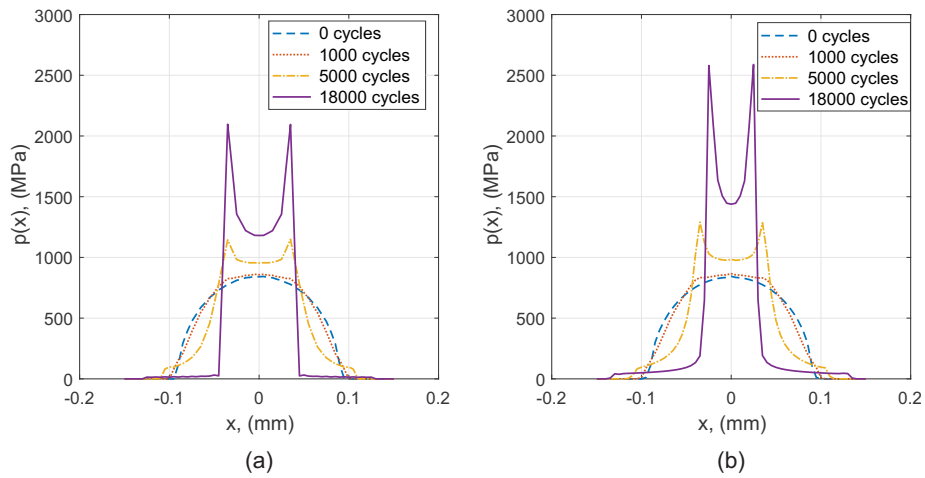 3000
2500
2000
1500
1000
500
0
p(x), (MPa)
-0.2 -0.1 0 0.1 0.2
x, (mm)
0 cycles
1000 cycles
5000 cycles
18000 cycles
(a)
3000
2500
2000
1500
1000
500
0
p(x), (MPa)
-0.2 -0.1 0 0.1 0.2
x, (mm)
0 cycles
1000 cycles
5000 cycles
18000 cycles
(b)